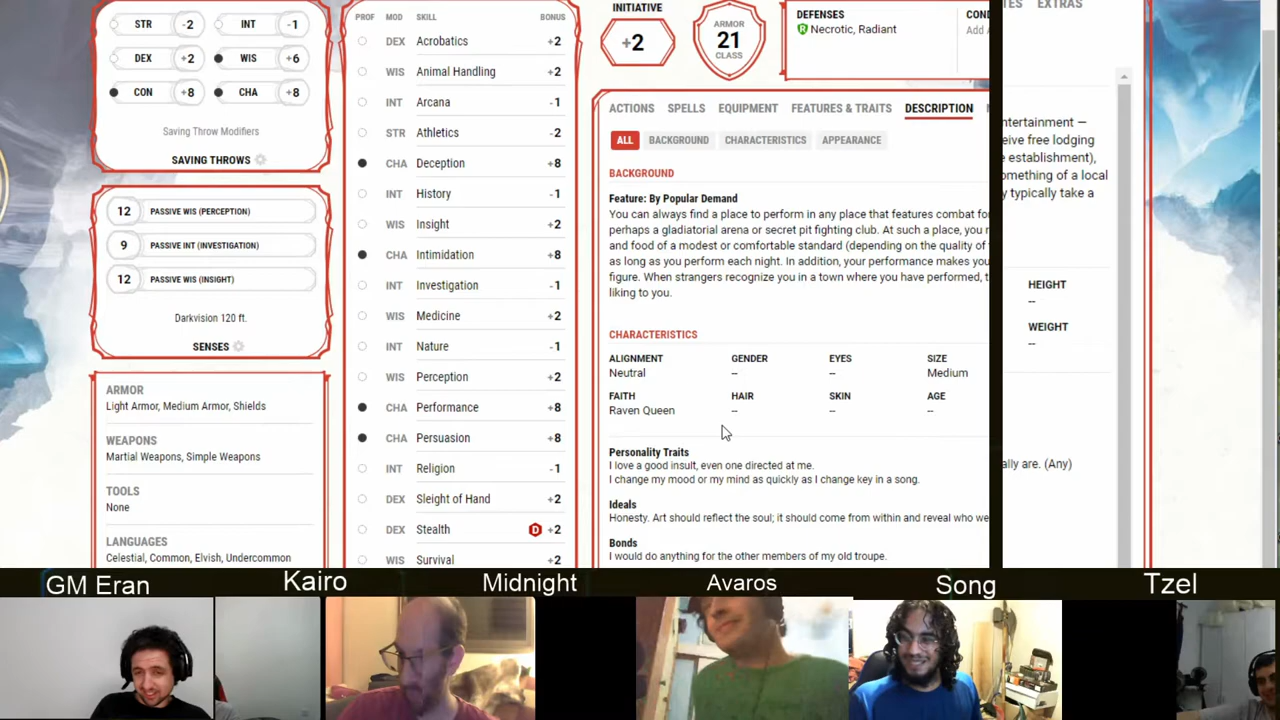 STR -2 INT -1
DEX +2 WIS +6
CON +8 CHA +8
Saving Throw Modifiers
SAVING THROWS
12 PASSIVE WIS (PERCEPTION)
9 PASSIVE INT (INVESTIGATION)
12 PASSIVE WIS (INSIGHT)
Darkvision 120 ft.
SENSES
ARMOR
Light Armor, Medium Armor, Shields
WEAPONS
Martial Weapons, Simple Weapons
TOOLS
None
LANGUAGES
Celestial, Common, Elvish, Undercommon
PROF MOD SKILL BONUS
DEX Acrobatics +2
WIS Animal Handling +2
INT Arcana -1
STR Athletics -2
CHA Deception +8
INT History -1
WIS Insight +2
CHA Intimidation +8
INT Investigation -1
WIS Medicine +2
INT Nature -1
WIS Perception +2
CHA Performance +8
CHA Persuasion +8
INT Religion -1
DEX Sleight of Hand +2
DEX Stealth D +2
WIS Survival +2
INITIATIVE
+2
ARMOR
21
CLASS
DEFENSES
R Necrotic, Radiant
COND
Add A
ACTIONS SPELLS EQUIPMENT FEATURES & TRAITS DESCRIPTION
ALL BACKGROUND CHARACTERISTICS APPEARANCE
BACKGROUND
Feature: By Popular Demand
You can always find a place to perform in any place that features combat fo
perhaps a gladiatorial arena or secret pit fighting club. At such a place, you r
and food of a modest or comfortable standard (depending on the quality of
as long as you perform each night. In addition, your performance makes you
figure. When strangers recognize you in a town where you have performed, t
liking to you.
CHARACTERISTICS
ALIGNMENT GENDER EYES SIZE
Neutral -- -- Medium
FAITH HAIR SKIN AGE
Raven Queen -- -- --
Personality Traits
I love a good insult, even one directed at me.
I change my mood or my mind as quickly as I change key in a song.
Ideals
Honesty. Art should reflect the soul; it should come from within and reveal who we
Bonds
I would do anything for the other members of my old troupe.
TES EXTRAS
ntertainment —
eive free lodging
e establishment),
omething of a local
y typically take a
HEIGHT
--
WEIGHT
--
ally are. (Any)
GM Eran Kairo Midnight Avaros Song Tzel